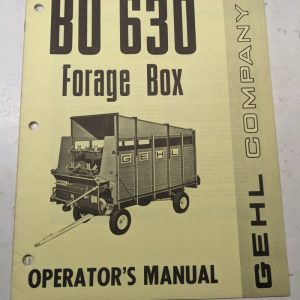 BU 630
Forage Box
GEHL
GEHL COMPANY
OPERATOR'S MANUAL